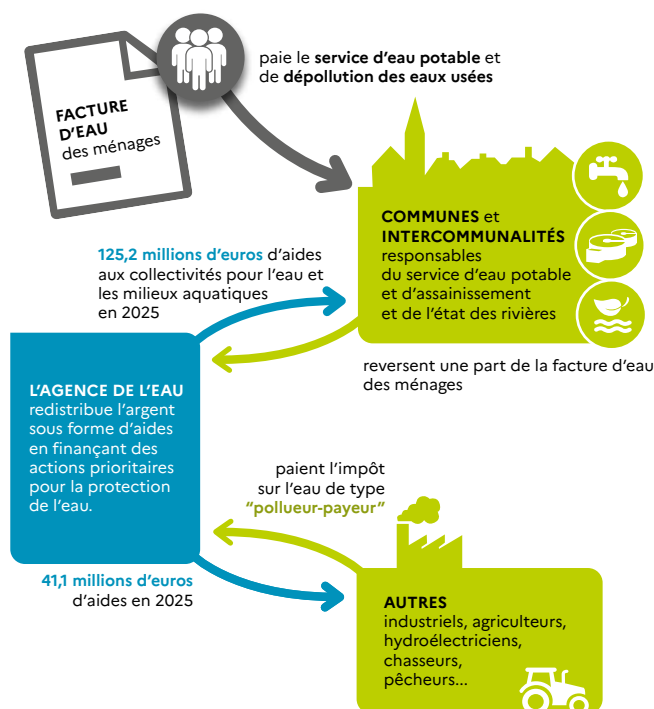 paie le service d'eau potable et
de dépollution des eaux usées
FACTURE
D'EAU
des ménages
COMMUNES et
INTERCOMMUNALITÉS
responsables
du service d'eau potable
et d'assainissement
et de l'état des rivières
125,2 millions d'euros d'aides
aux collectivités pour l'eau et
les milieux aquatiques
en 2025
reversent une part de la facture d'eau
des ménages
L'AGENCE DE L'EAU
redistribue l'argent
sous forme d'aides
en finançant des
actions prioritaires
pour la protection
de l'eau.
paient l'impôt
sur l'eau de type
“pollueur-payeur”
41,1 millions d'euros
d'aides en 2025
AUTRES
industriels, agriculteurs,
hydroélectriciens,
chasseurs,
pêcheurs...